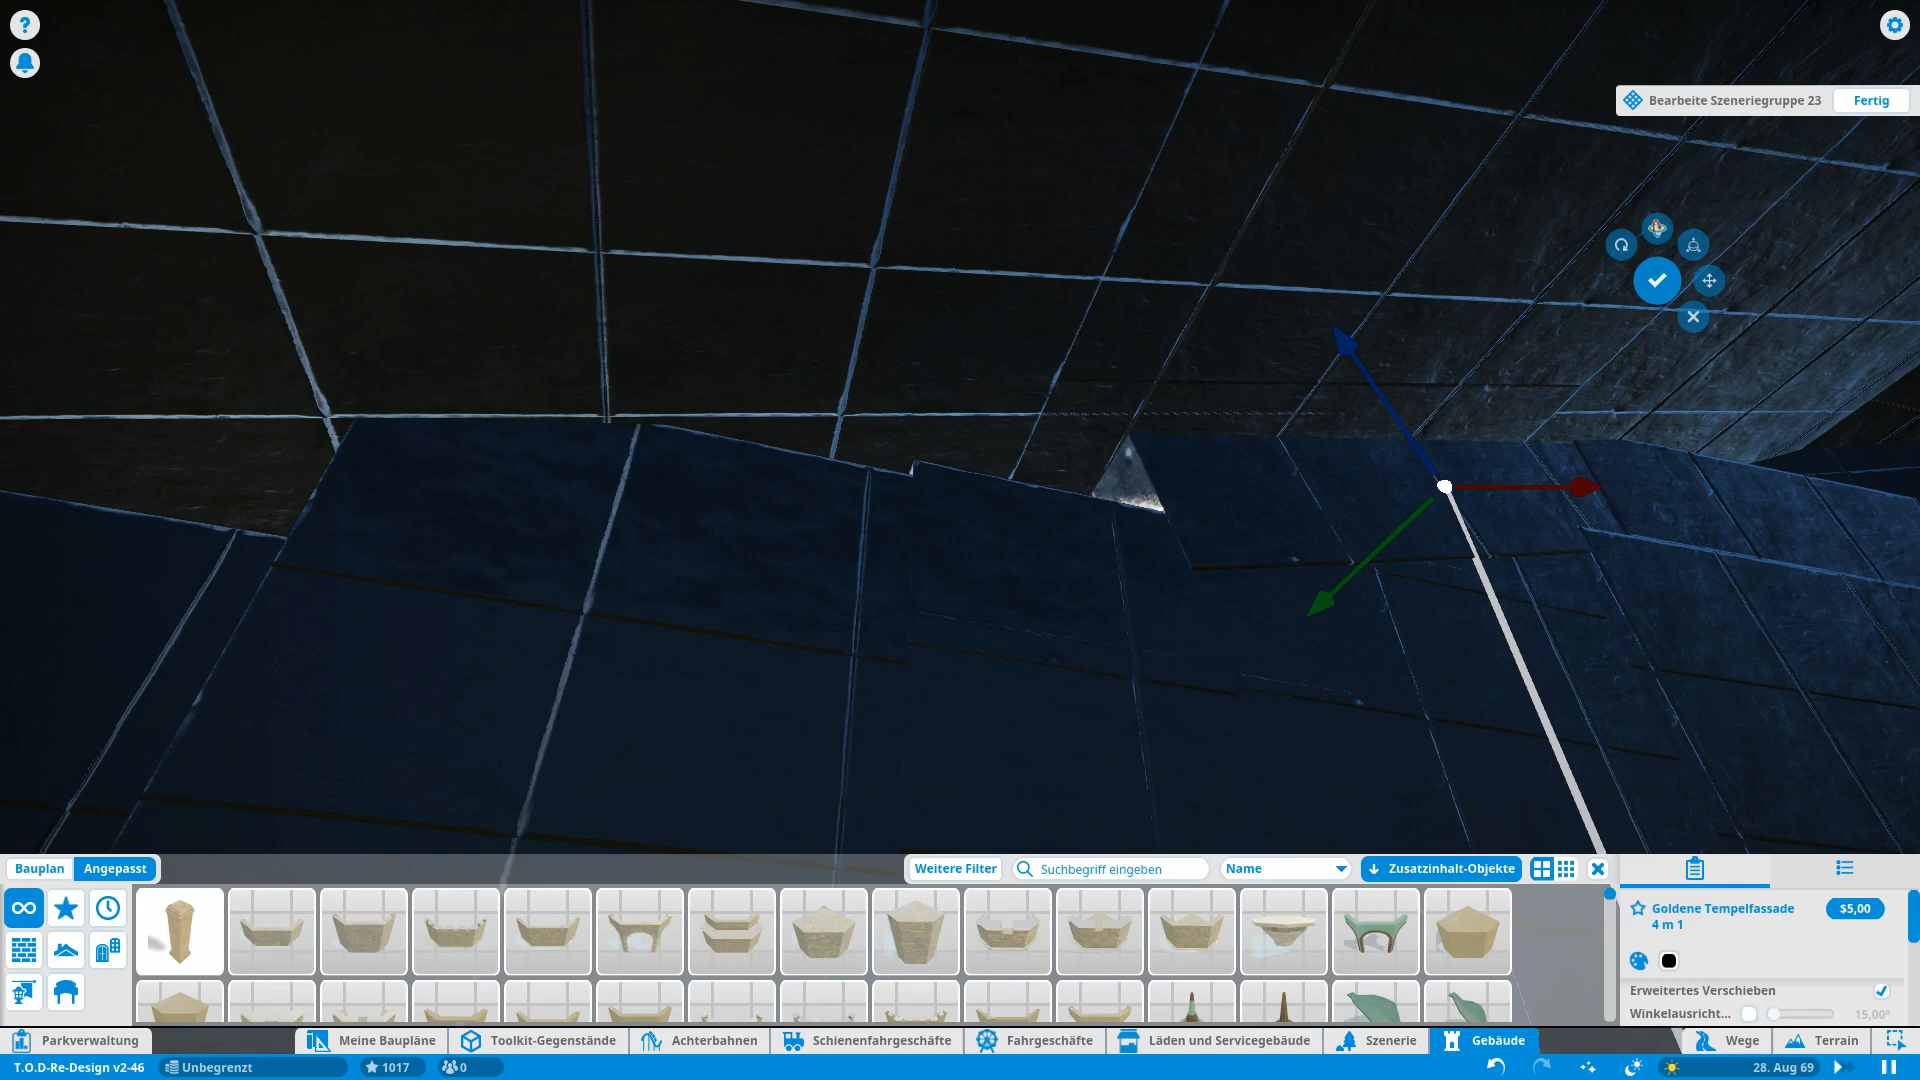 ?
Bearbeite Szeneriegruppe 23
Fertig
Bauplan
Angepasst
Weitere Filter
Suchbegriff eingeben
Name
Zusatzinhalt-Objekte
Goldene Tempelfassade
4 m 1
$5,00
Erweitertes Verschieben
Winkelausricht...
15,00°
Parkverwaltung
Meine Baupläne
Toolkit-Gegenstände
Achterbahnen
Schienenfahrgeschäfte
Fahrgeschäfte
Läden und Servicegebäude
Szenerie
Gebäude
Wege
Terrain
T.O.D-Re-Design v2-46
Unbegrenzt
1017
0
28. Aug 69